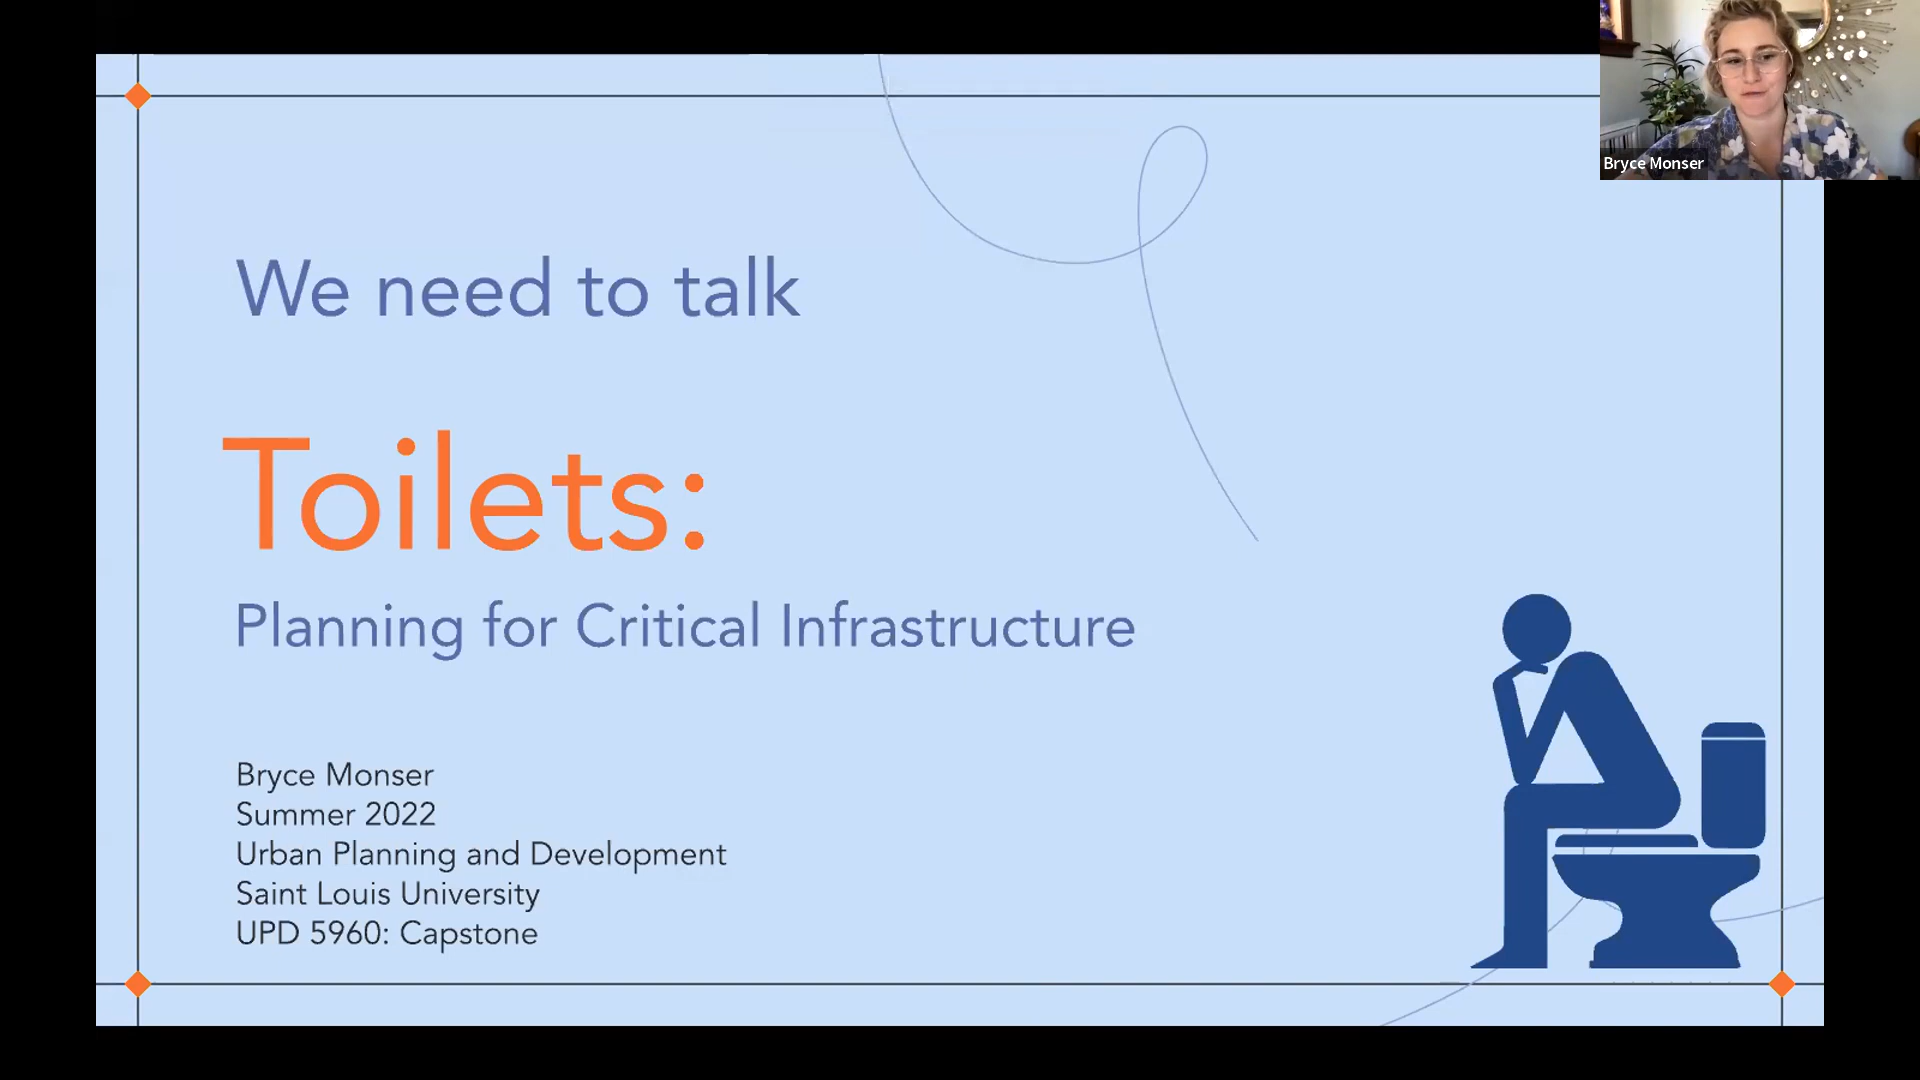 Bryce Monser
We need to talk
Toilets:
Planning for Critical Infrastructure
Bryce Monser
Summer 2022
Urban Planning and Development
Saint Louis University
UPD 5960: Capstone